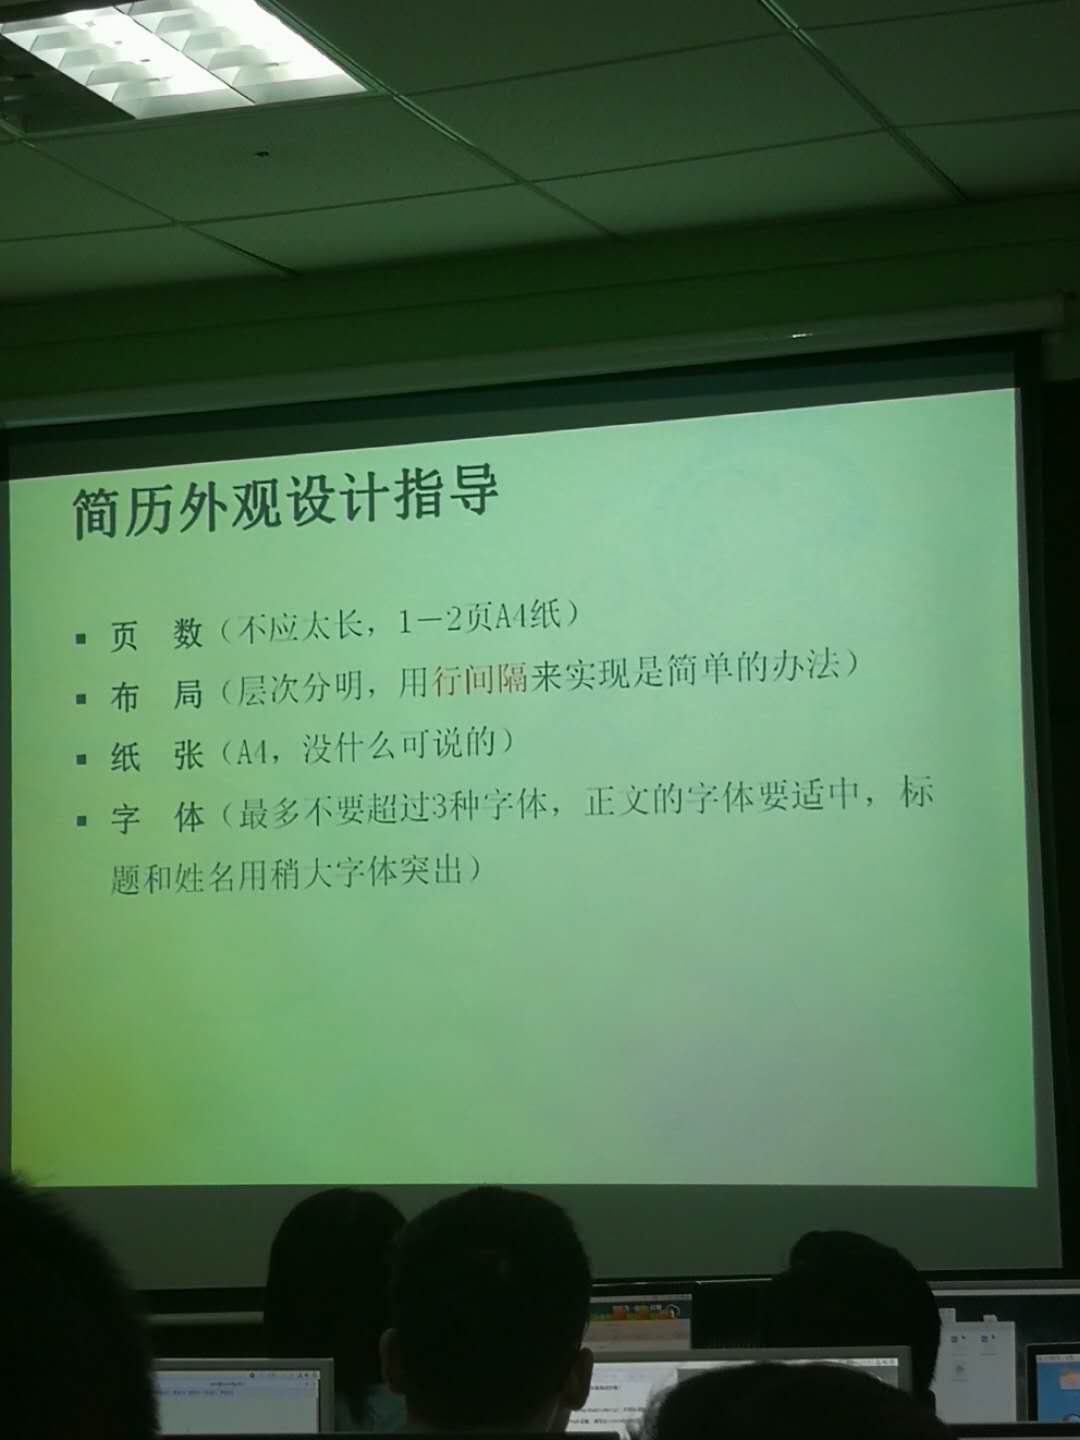 简历外观设计指导
▪ 页 数（不应太长，1－2页A4纸）
▪ 布 局（层次分明，用行间隔来实现是简单的办法）
▪ 纸 张（A4，没什么可说的）
▪ 字 体（最多不要超过3种字体，正文的字体要适中，标
题和姓名用稍大字体突出）